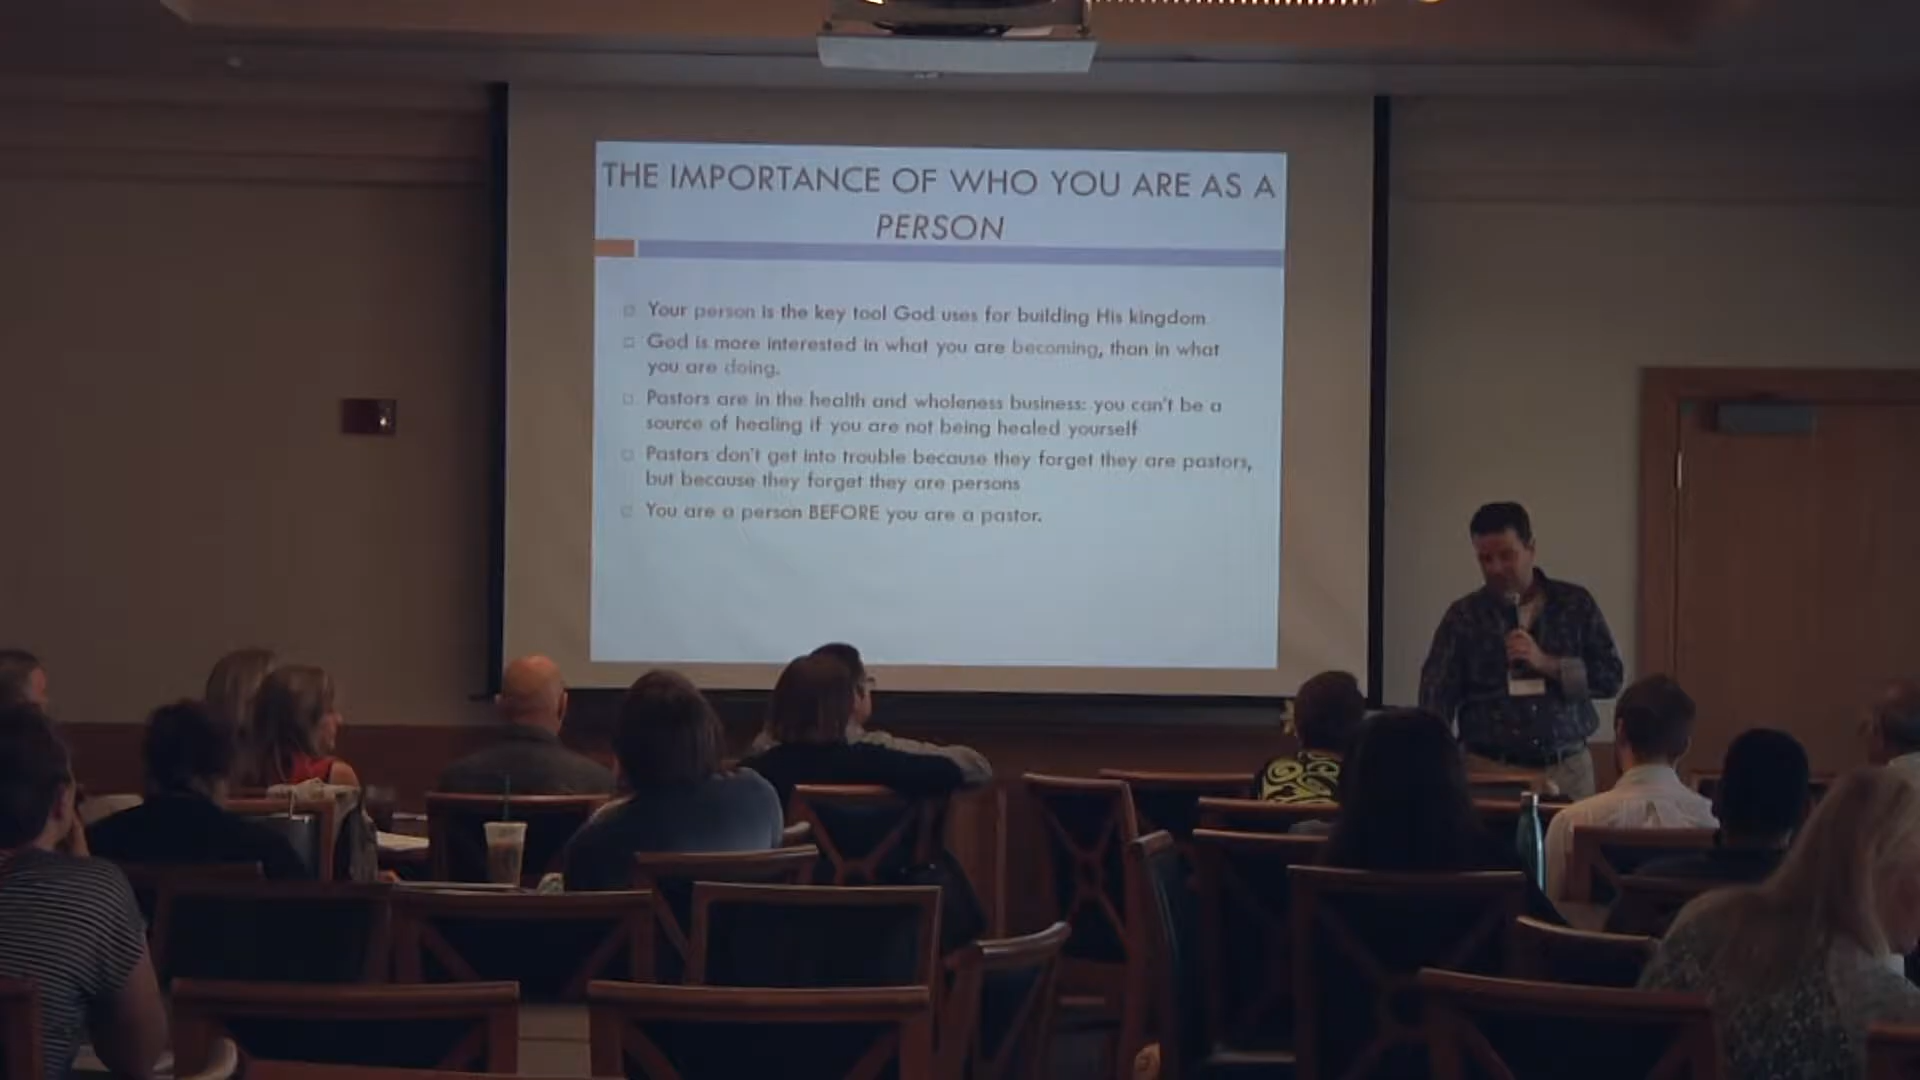 THE IMPORTANCE OF WHO YOU ARE AS A
PERSON
Your person is the key tool God uses for building His kingdom
God is more interested in what you are becoming, than in what
you are doing.
Pastors are in the health and wholeness business: you can't be a
source of healing if you are not being healed yourself
Pastors don't get into trouble because they forget they are pastors,
but because they forget they are persons
You are a person BEFORE you are a pastor.